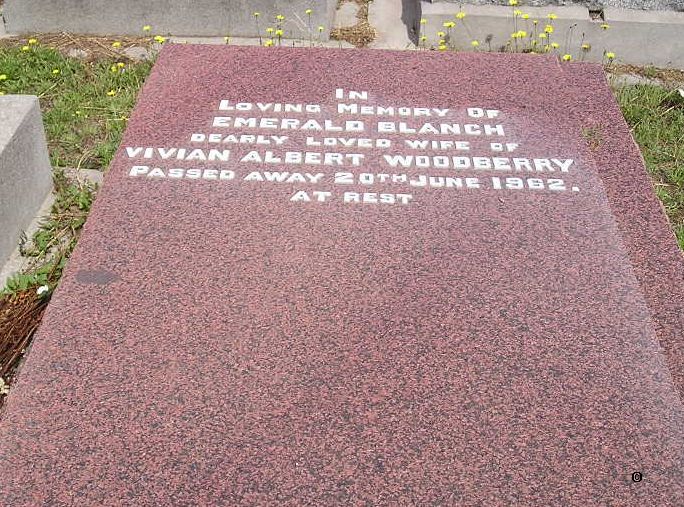 In
Loving Memory Of
EMERALD BLANCH
DEARLY LOVED WIFE OF
VIVIAN ALBERT WOODBERRY
PASSED AWAY 20TH JUNE 1962.
AT REST